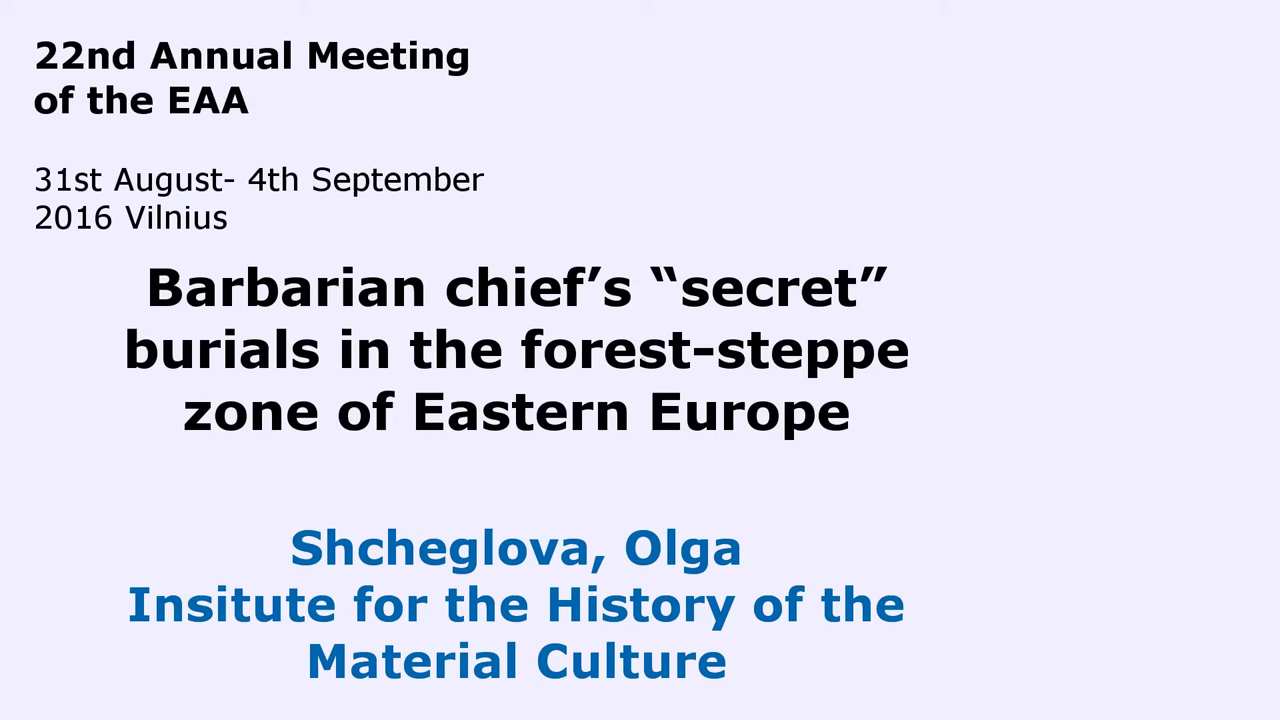 22nd Annual Meeting
of the EAA
31st August- 4th September
2016 Vilnius
Barbarian chief’s “secret”
burials in the forest-steppe
zone of Eastern Europe
Shcheglova, Olga
Insitute for the History of the
Material Culture